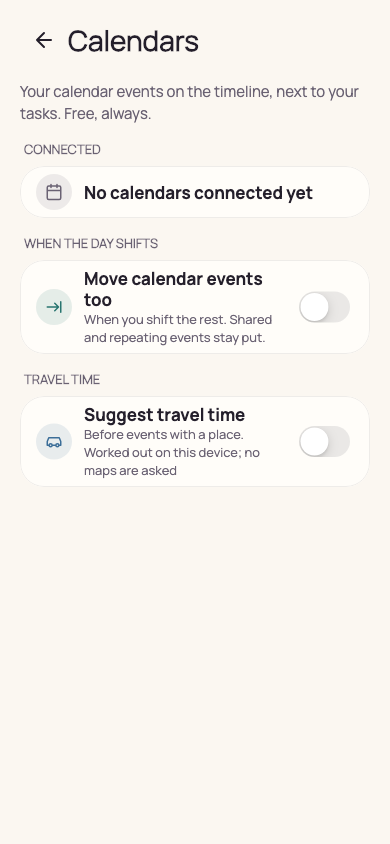 Calendars
Your calendar events on the timeline, next to your
tasks. Free, always.
CONNECTED
No calendars connected yet
WHEN THE DAY SHIFTS
Move calendar events
too
When you shift the rest. Shared
and repeating events stay put.
TRAVEL TIME
Suggest travel time
Before events with a place.
Worked out on this device; no
maps are asked